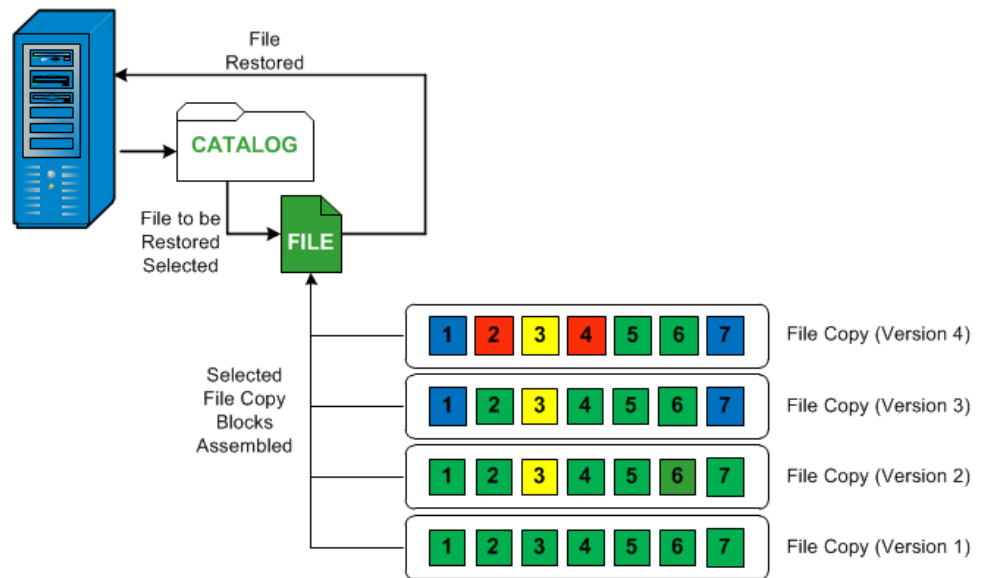 File
Restored
CATALOG
File to be
Restored
Selected
FILE
1 2 3 4 5 6 7 File Copy (Version 4)
Selected
File Copy
Blocks
Assembled
1 2 3 4 5 6 7 File Copy (Version 3)
1 2 3 4 5 6 7 File Copy (Version 2)
1 2 3 4 5 6 7 File Copy (Version 1)